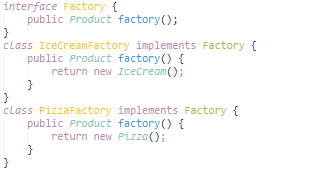 interface Factory {
    public Product factory();
}
class IceCreamFactory implements Factory {
    public Product factory() {
        return new IceCream();
    }
}
class PizzaFactory implements Factory {
    public Product factory() {
        return new Pizza();
    }
}